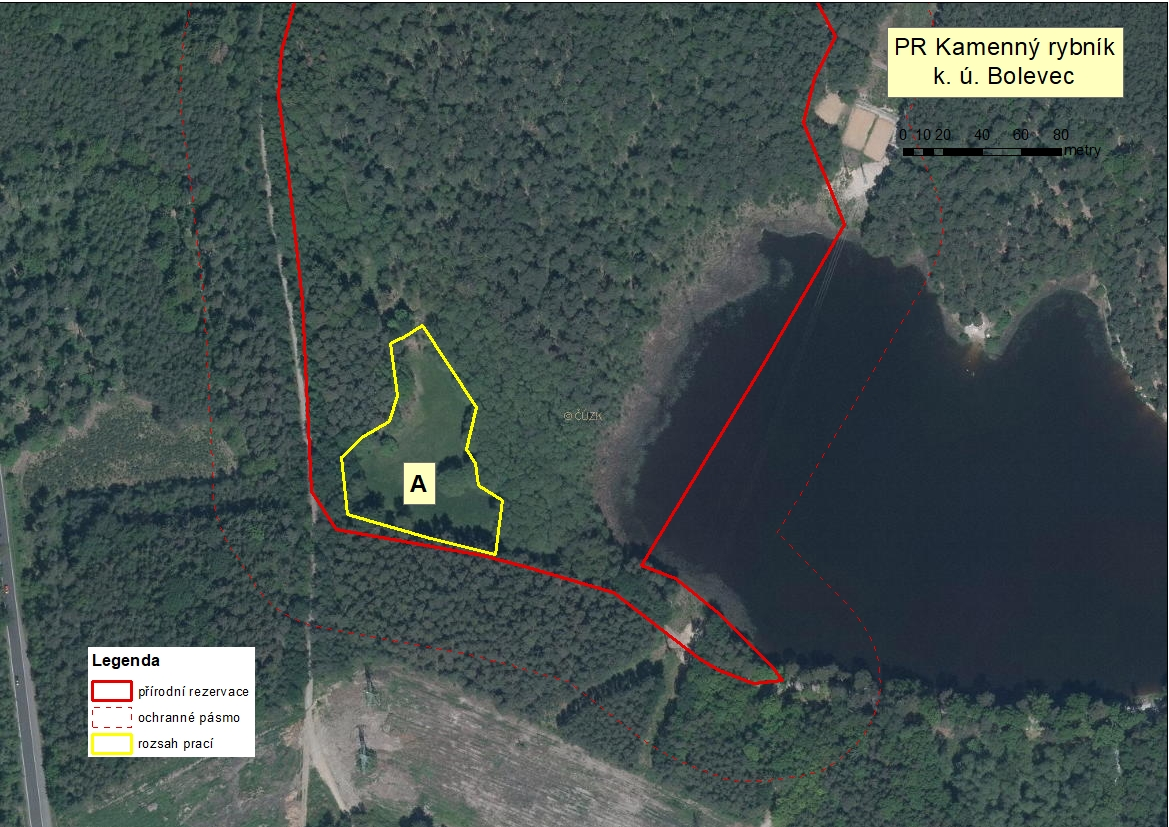 PR Kamenný rybník
k. ú. Bolevec
0 10 20 40 60 80
metry
© ČÚZK
A
Legenda
přírodní rezervace
ochranné pásmo
rozsah prací